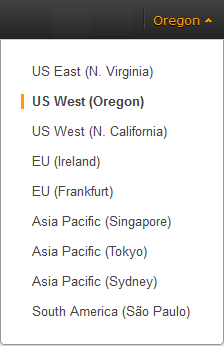 Oregon
US East (N. Virginia)
US West (Oregon)
US West (N. California)
EU (Ireland)
EU (Frankfurt)
Asia Pacific (Singapore)
Asia Pacific (Tokyo)
Asia Pacific (Sydney)
South America (São Paulo)